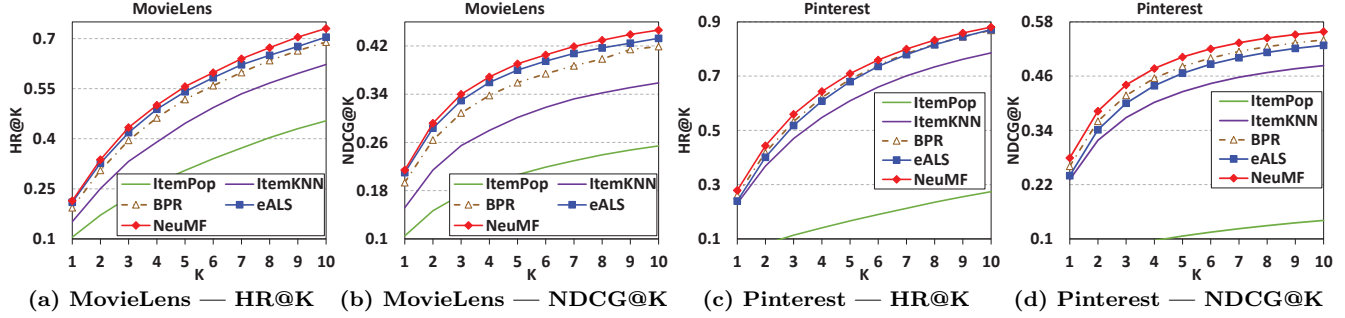 MovieLens
HR@K
0.7
0.55
0.4
0.25
0.1
1 2 3 4 5 6 7 8 9 10
K
ItemPop ItemKNN
BPR eALS
NeuMF
(a) MovieLens — HR@K
MovieLens
NDCG@K
0.42
0.34
0.26
0.18
0.1
1 2 3 4 5 6 7 8 9 10
K
ItemPop ItemKNN
BPR eALS
NeuMF
(b) MovieLens — NDCG@K
Pinterest
HR@K
0.9
0.7
0.5
0.3
0.1
1 2 3 4 5 6 7 8 9 10
K
ItemPop
ItemKNN
BPR
eALS
NeuMF
(c) Pinterest — HR@K
Pinterest
NDCG@K
0.58
0.46
0.34
0.22
0.1
1 2 3 4 5 6 7 8 9 10
K
ItemPop
ItemKNN
BPR
eALS
NeuMF
(d) Pinterest — NDCG@K